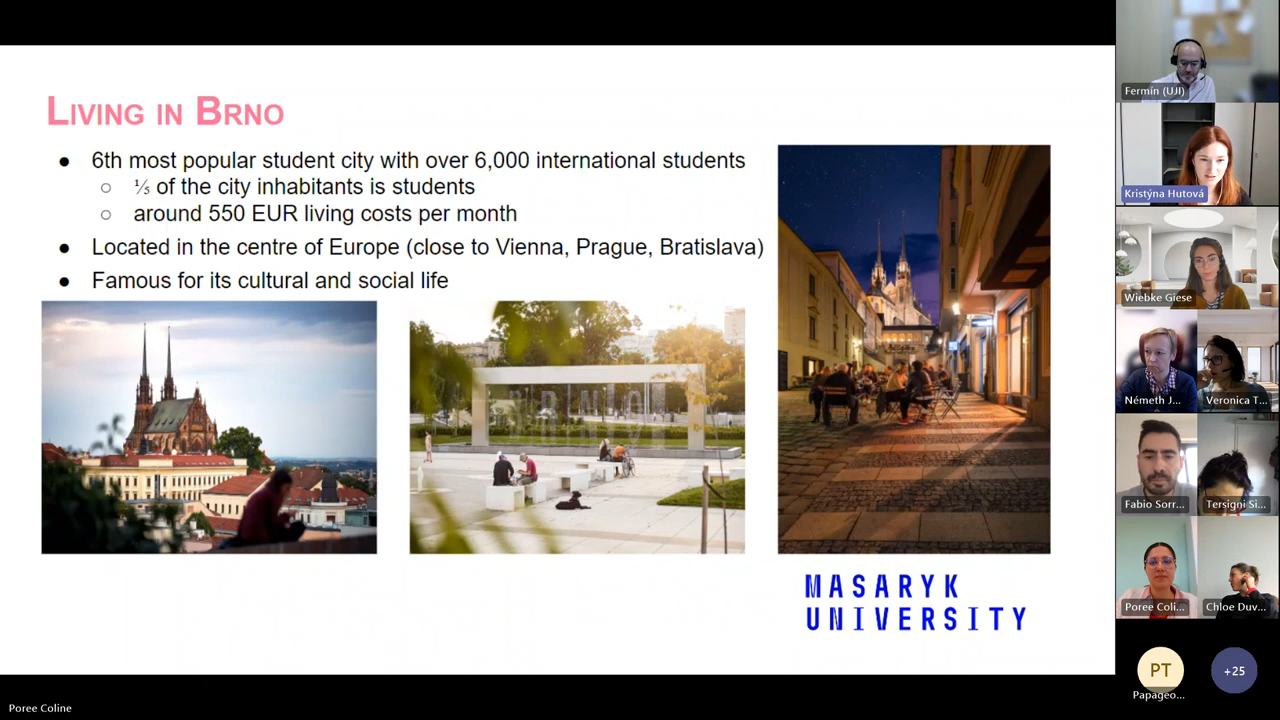 LIVING IN BRNO
● 6th most popular student city with over 6,000 international students
○ ⅕ of the city inhabitants is students
○ around 550 EUR living costs per month
● Located in the centre of Europe (close to Vienna, Prague, Bratislava)
● Famous for its cultural and social life
MASARYK
UNIVERSITY
Poree Coline
Fermín (UJI)
Kristýna Hutová
Wiebke Giese
Németh J...
Veronica T...
Fabio Sorr...
Tersigni Si...
Poree Coli...
Chloe Duv...
PT
Papageo...
+25